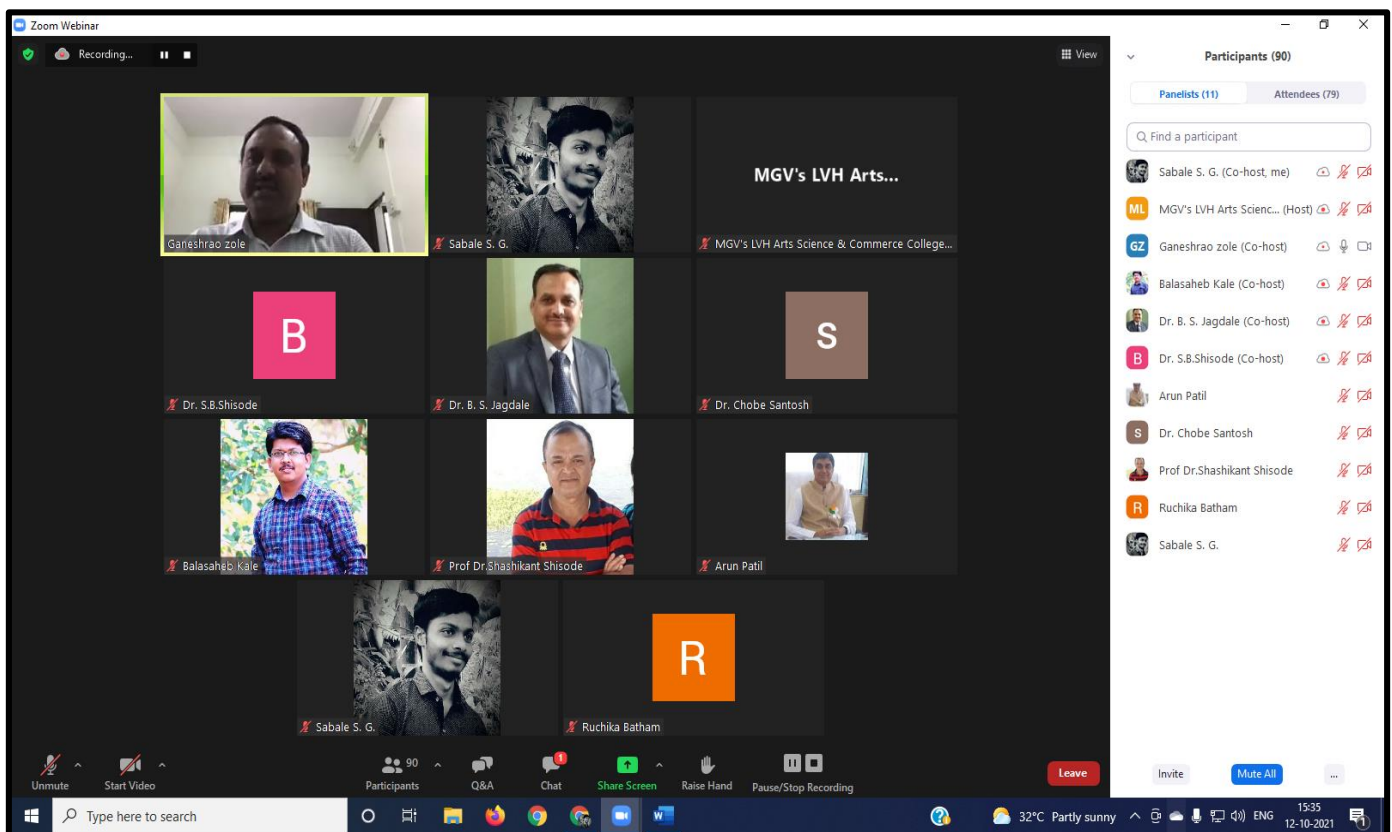 Zoom Webinar
Recording...
View
Ganeshrao zole
Sabale S. G.
MGV's LVH Arts...
MGV's LVH Arts Science & Commerce College...
B
Dr. S.B.Shisode
Dr. B. S. Jagdale
S
Dr. Chobe Santosh
Balasaheb Kale
Prof Dr.Shashikant Shisode
Arun Patil
Sabale S. G.
R
Ruchika Batham
Participants (90)
Panelists (11) Attendees (79)
Find a participant
Sabale S. G. (Co-host, me)
ML MGV's LVH Arts Scienc... (Host)
GZ Ganeshrao zole (Co-host)
Balasaheb Kale (Co-host)
Dr. B. S. Jagdale (Co-host)
B Dr. S.B.Shisode (Co-host)
Arun Patil
S Dr. Chobe Santosh
Prof Dr.Shashikant Shisode
R Ruchika Batham
Sabale S. G.
Unmute Start Video 90 Participants Q&A 1 Chat Share Screen Raise Hand Pause/Stop Recording Leave
Invite Mute All ...
Type here to search 32°C Partly sunny ENG 15:35
12-10-2021